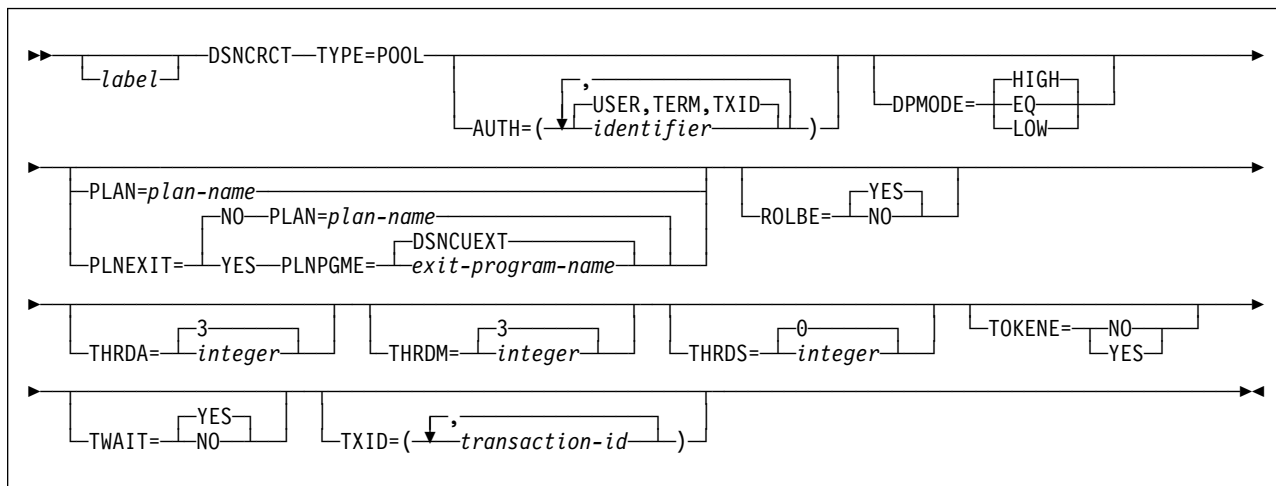 label DSNCRCT TYPE=POOL
,
USER,TERM,TXID
AUTH=( identifier )
HIGH
DPMODE= EQ
LOW
PLAN=plan-name
NO PLAN=plan-name
DSNCUEXT
PLNEXIT= YES PLNPGME= exit-program-name
YES
ROLBE= NO
3
THRDA= integer
3
THRDM= integer
0
THRDS= integer
TOKENE= NO
YES
YES
TWAIT= NO
,
TXID=( transaction-id )